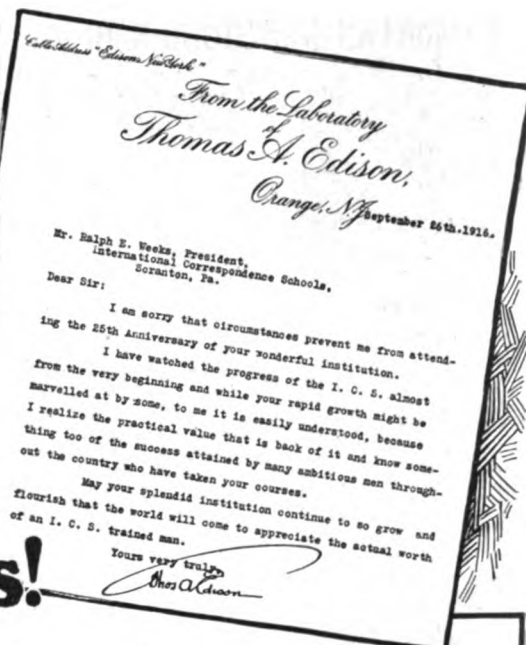 Cable Address "Edison, New York"
From the Laboratory
of
Thomas A. Edison,
Orange, N.J. September 26th.1916.
Mr. Ralph E. Weeks, President,
International Correspondence Schools,
Scranton, Pa.
Dear Sir:
I am sorry that circumstances prevent me from attend-
ing the 25th Anniversary of your wonderful institution.
I have watched the progress of the I. C. S. almost
from the very beginning and while your rapid growth might be
marvelled at by some, to me it is easily understood, because
I realize the practical value that is back of it and know some-
thing too of the success attained by many ambitious men through-
out the country who have taken your courses.
May your splendid institution continue to so grow and
flourish that the world will come to appreciate the actual worth
of an I. C. S. trained man.
Yours very truly,
Thos A Edison
s!